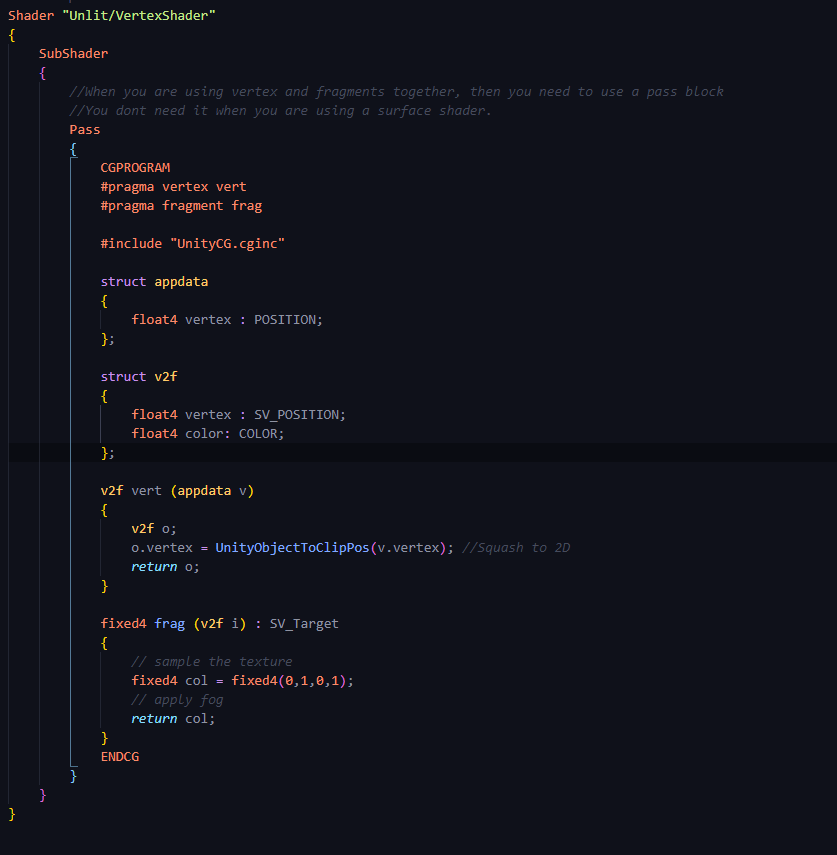 Shader "Unlit/VertexShader"
{
SubShader
{
//When you are using vertex and fragments together, then you need to use a pass block
//You dont need it when you are using a surface shader.
Pass
{
CGPROGRAM
#pragma vertex vert
#pragma fragment frag
#include "UnityCG.cginc"
struct appdata
{
float4 vertex : POSITION;
};
struct v2f
{
float4 vertex : SV_POSITION;
float4 color: COLOR;
};
v2f vert (appdata v)
{
v2f o;
o.vertex = UnityObjectToClipPos(v.vertex); //Squash to 2D
return o;
}
fixed4 frag (v2f i) : SV_Target
{
// sample the texture
fixed4 col = fixed4(0,1,0,1);
// apply fog
return col;
}
ENDCG
}
}
}